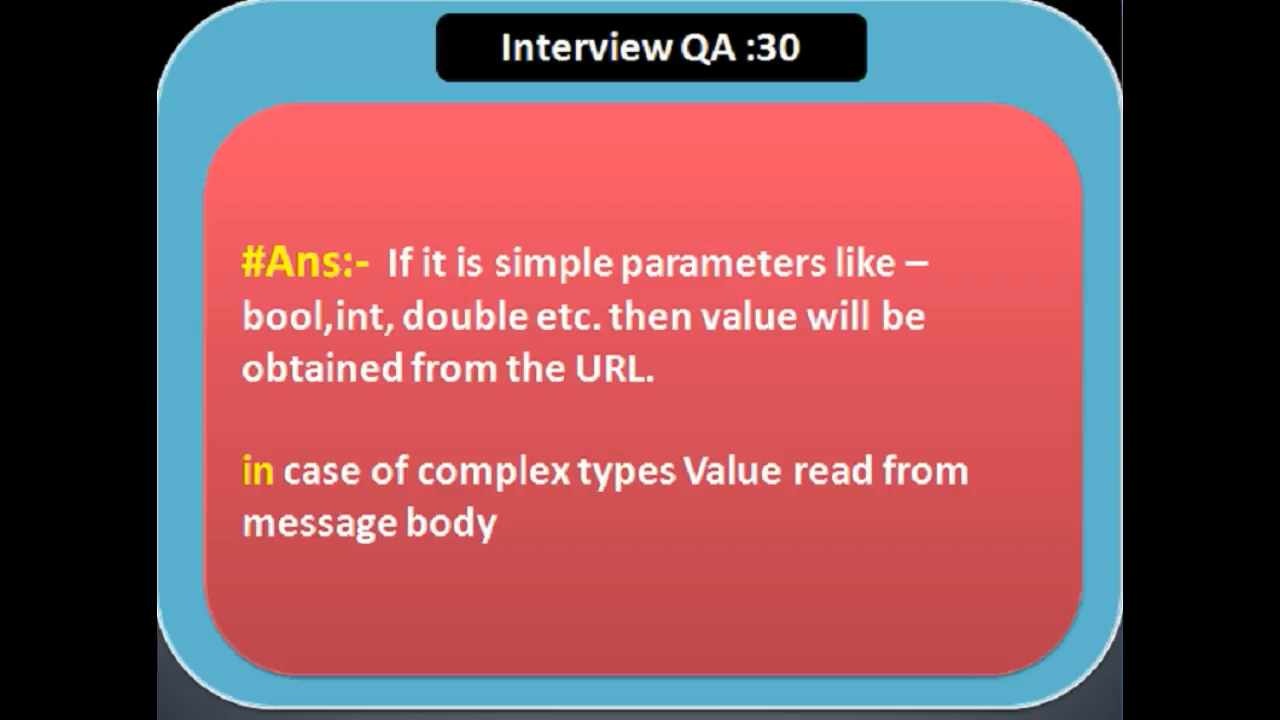 Interview QA :30
#Ans:- If it is simple parameters like –
bool,int, double etc. then value will be
obtained from the URL.
in case of complex types Value read from
message body